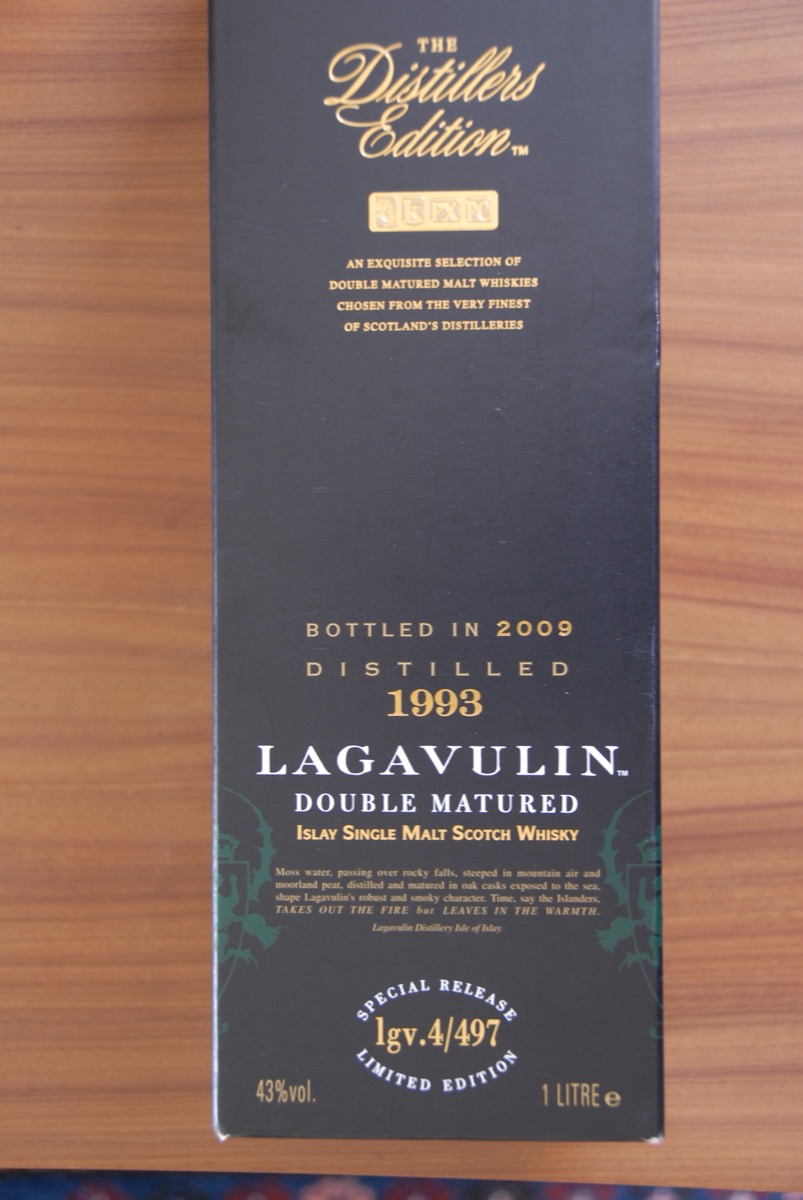 THE
Distillers
Edition™
AN EXQUISITE SELECTION OF
DOUBLE MATURED MALT WHISKIES
CHOSEN FROM THE VERY FINEST
OF SCOTLAND'S DISTILLERIES
BOTTLED IN 2009
DISTILLED
1993
LAGAVULIN™
DOUBLE MATURED
ISLAY SINGLE MALT SCOTCH WHISKY
Moss water, passing over rocky falls, steeped in mountain air and
moorland peat, distilled and matured in oak casks exposed to the sea,
shape Lagavulin's robust and smoky character. Time, say the Islanders,
TAKES OUT THE FIRE but LEAVES IN THE WARMTH.
Lagavulin Distillery Isle of Islay
SPECIAL RELEASE
lgv.4/497
LIMITED EDITION
43%vol.
1 LITRE e